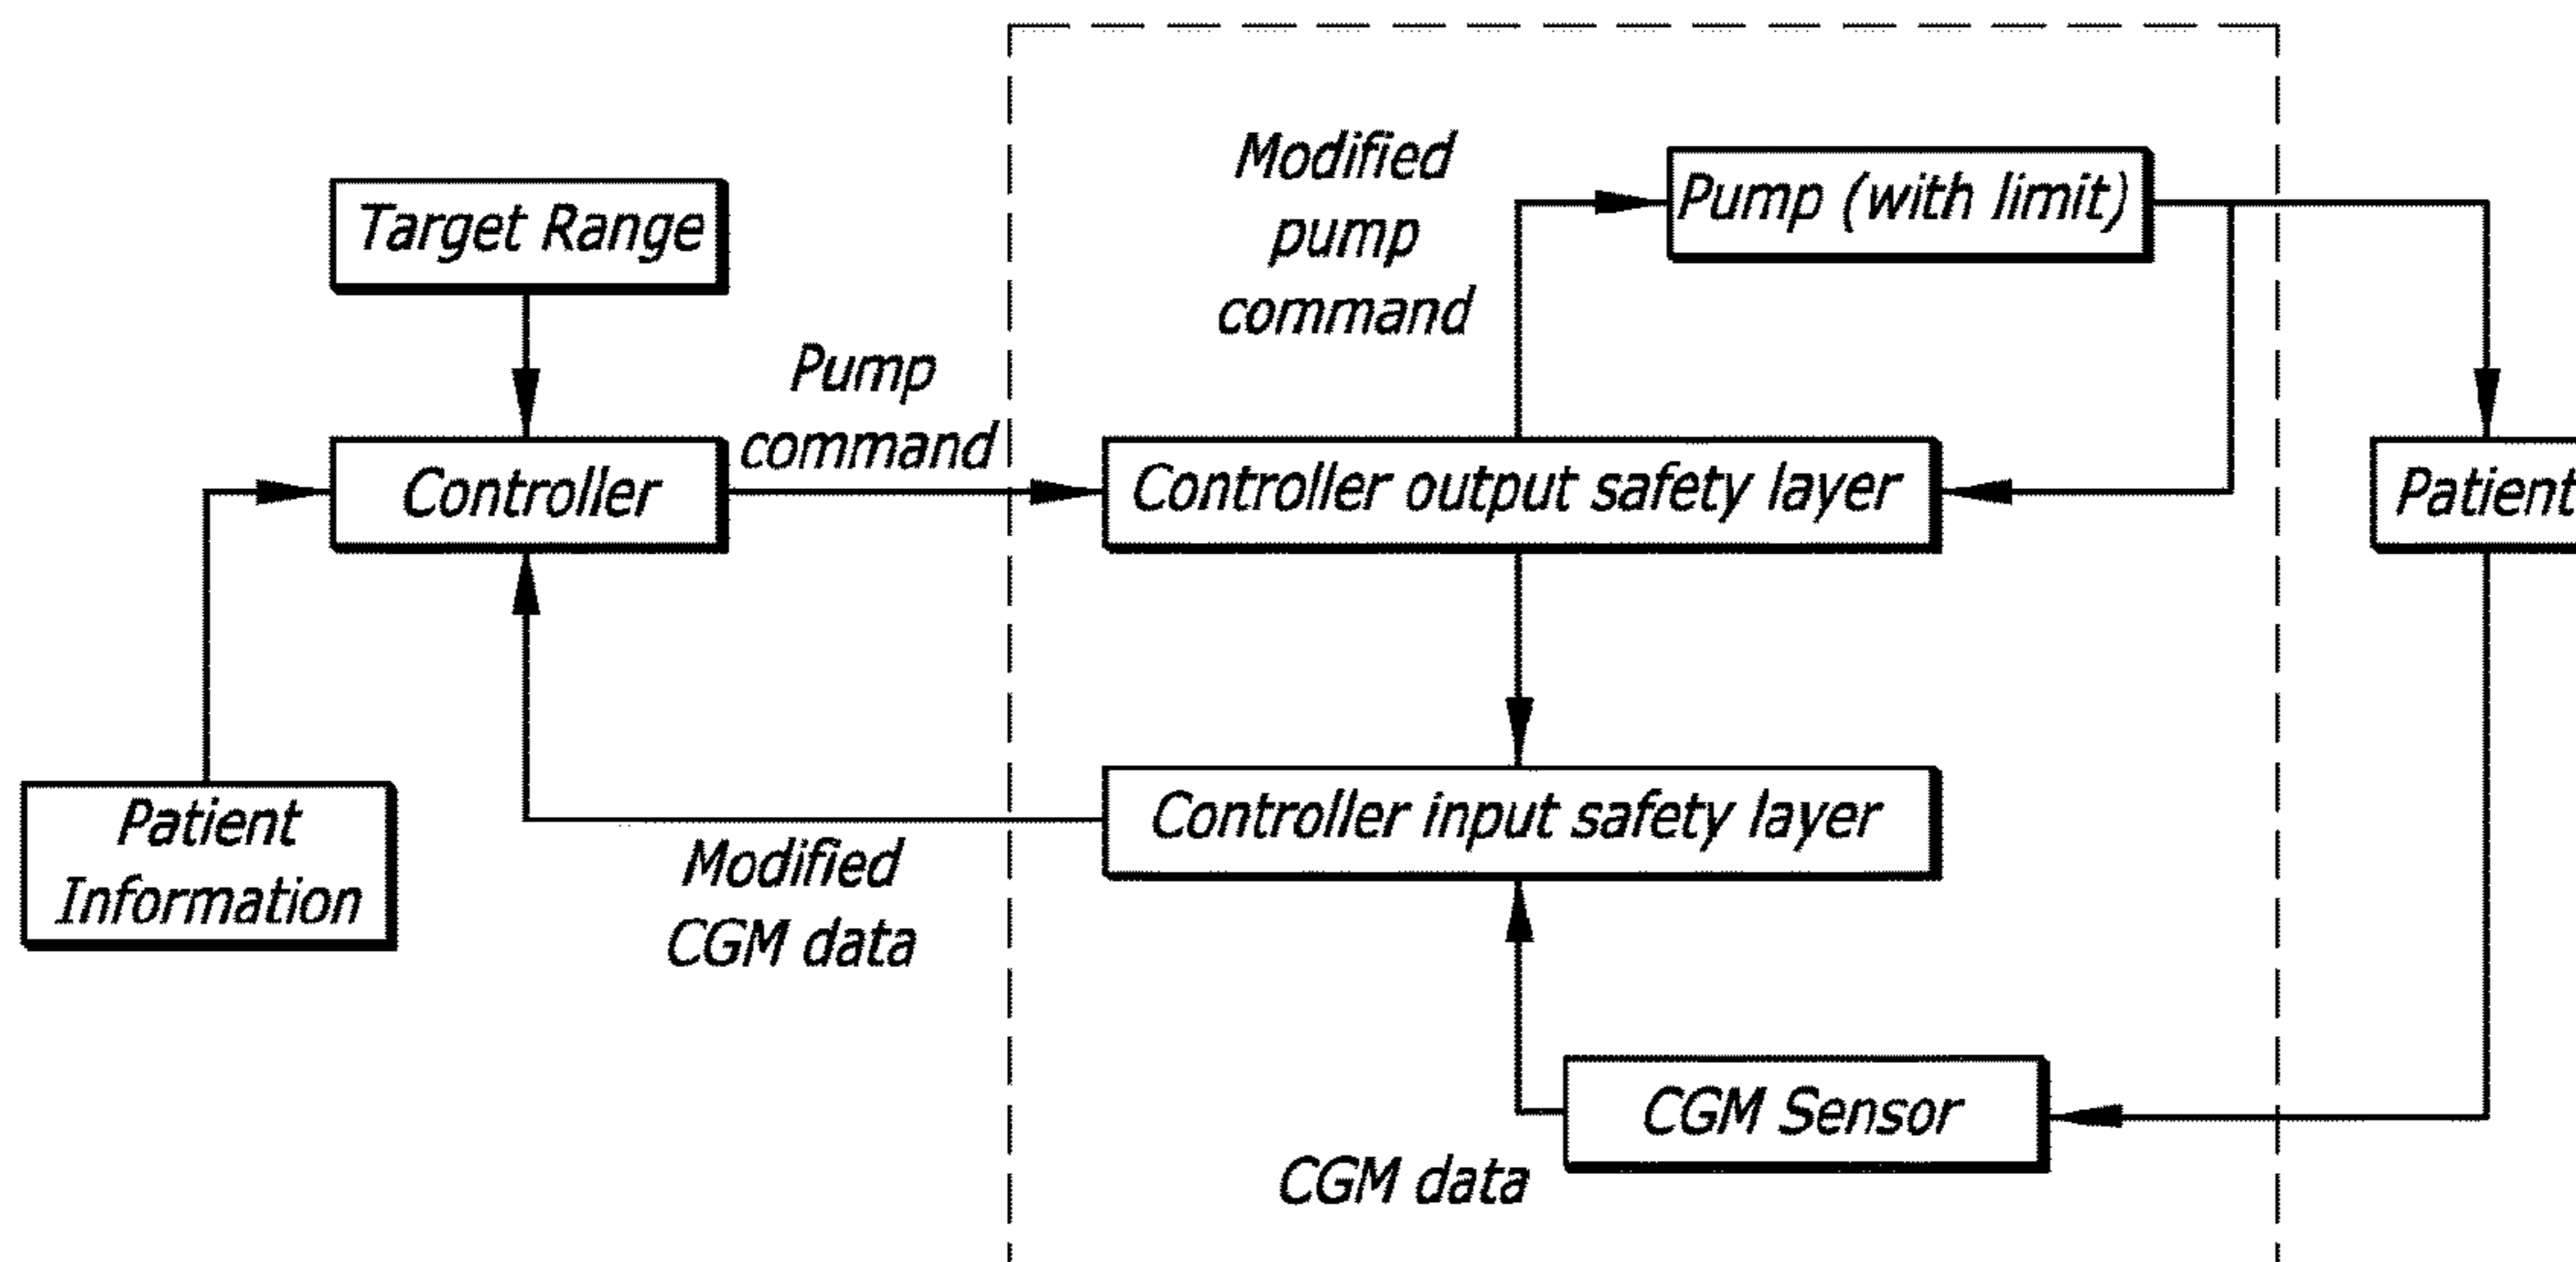 Modified
pump
command
Pump (with limit)
Target Range
Pump
command
Controller
Controller output safety layer
Patient
Patient
Information
Controller input safety layer
Modified
CGM data
CGM Sensor
CGM data